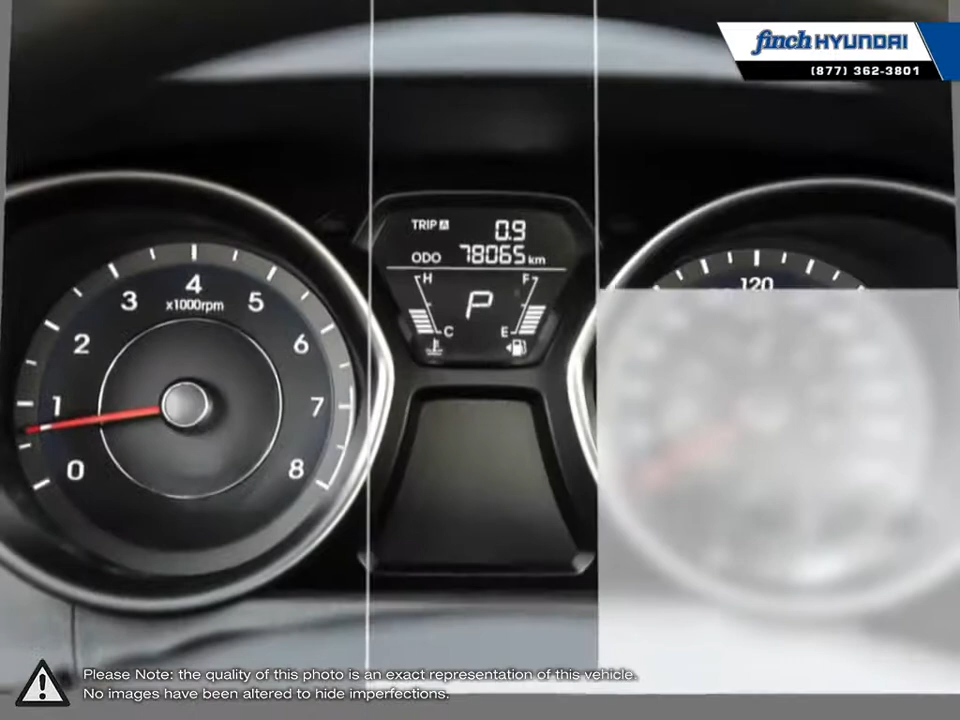 finch HYUNDAI
(877) 362-3801
TRIP A 0.9
ODO 78065 km
H F
P
C E
120
4
3 5
x1000rpm
2 6
1 7
0 8
Please Note: the quality of this photo is an exact representation of this vehicle.
No images have been altered to hide imperfections.